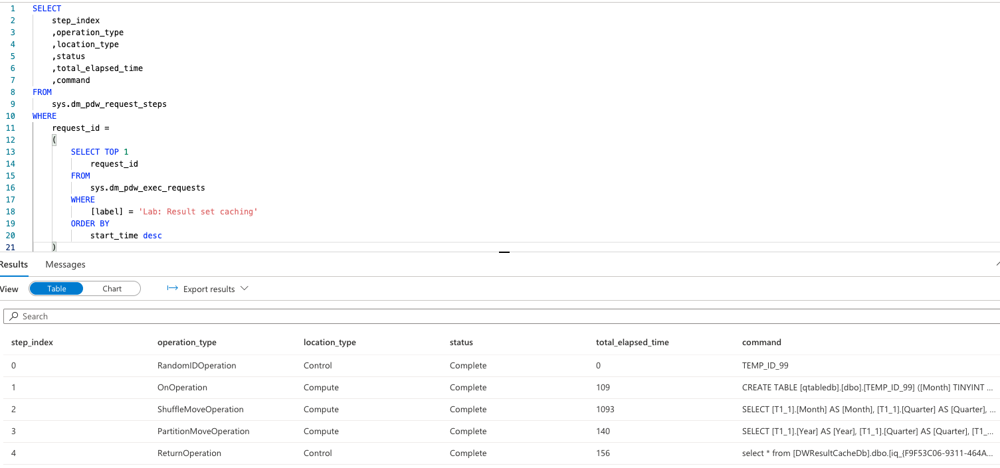 1 SELECT
2 step_index
3 ,operation_type
4 ,location_type
5 ,status
6 ,total_elapsed_time
7 ,command
8 FROM
9 sys.dm_pdw_request_steps
10 WHERE
11 request_id =
12 (
13 SELECT TOP 1
14 request_id
15 FROM
16 sys.dm_pdw_exec_requests
17 WHERE
18 [label] = 'Lab: Result set caching'
19 ORDER BY
20 start_time desc
21 )
Results Messages
View Table Chart Export results
Search
step_index operation_type location_type status total_elapsed_time command
0 RandomIDOperation Control Complete 0 TEMP_ID_99
1 OnOperation Compute Complete 109 CREATE TABLE [qtabledb].[dbo].[TEMP_ID_99] ([Month] TINYINT ...
2 ShuffleMoveOperation Compute Complete 1093 SELECT [T1_1].[Month] AS [Month], [T1_1].[Quarter] AS [Quarter], ...
3 PartitionMoveOperation Compute Complete 140 SELECT [T1_1].[Year] AS [Year], [T1_1].[Quarter] AS [Quarter], [T1_...
4 ReturnOperation Control Complete 156 select * from [DWResultCacheDb].dbo.[iq_{F9F53C06-9311-464A...